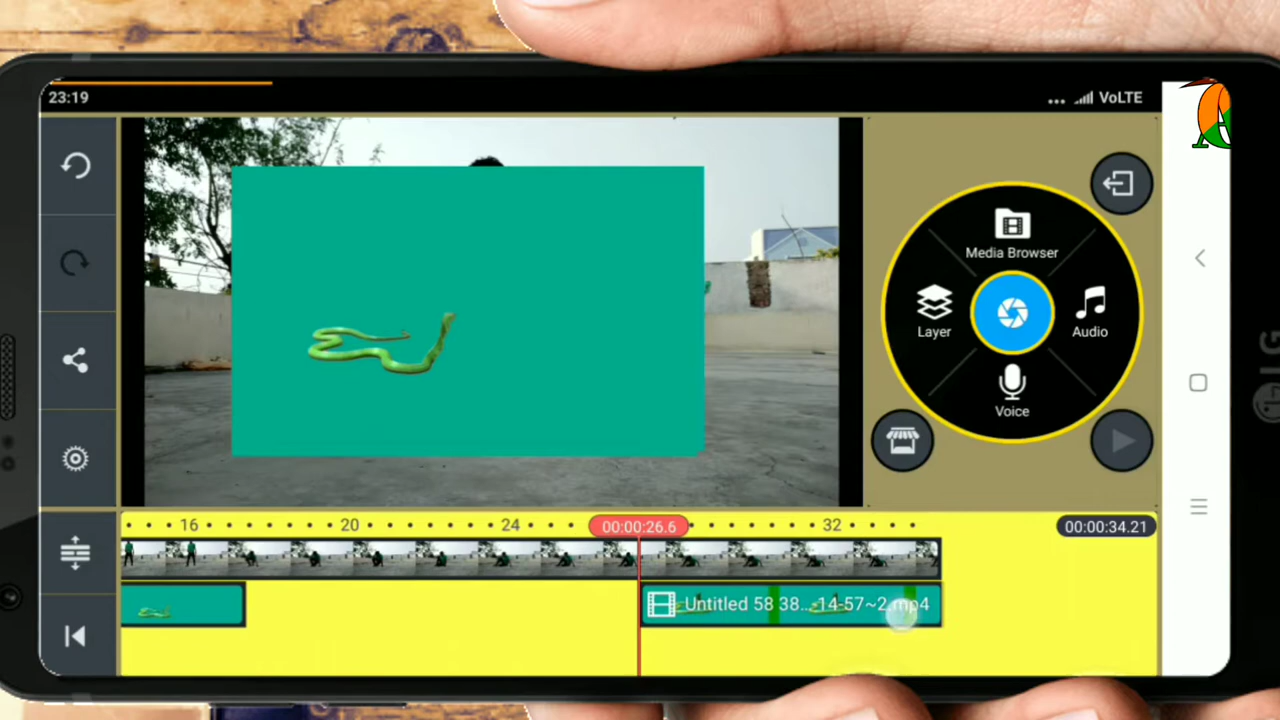 23:19
VoLTE
Media Browser
Layer
Audio
Voice
16
20
24
00:00:26.6
32
00:00:34.21
Untitled 58 38...14-57~2.mp4
LG
A